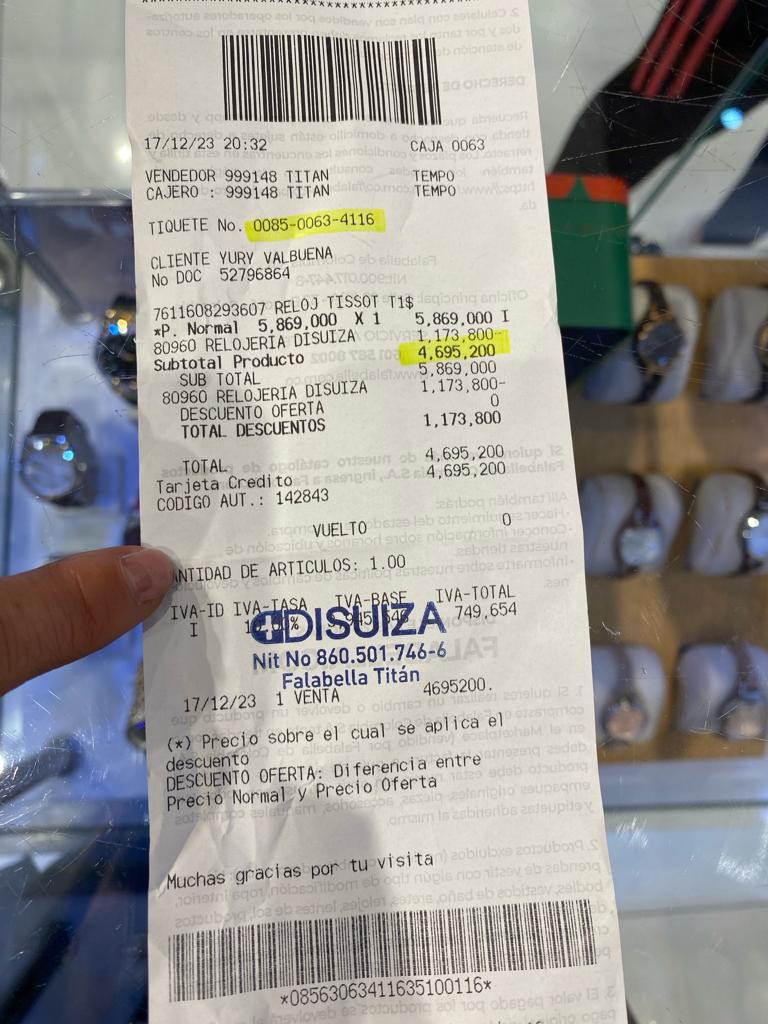 17/12/23 20:32 CAJA 0063
VENDEDOR 999148 TITAN TEMPO
CAJERO : 999148 TITAN TEMPO
TIQUETE No. 0085-0063-4116
CLIENTE YURY VALBUENA
No DOC 52796864
7611608293607 RELOJ TISSOT T1$
*P. Normal 5,869,000 X 1 5,869,000 I
80960 RELOJERIA DISUIZA 1,173,800-
Subtotal Producto 4,695,200
SUB TOTAL 5,869,000
80960 RELOJERIA DISUIZA 1,173,800-
DESCUENTO OFERTA 0
TOTAL DESCUENTOS 1,173,800
TOTAL 4,695,200
Tarjeta Credito 4,695,200
CODIGO AUT.: 142843
VUELTO 0
ANTIDAD DE ARTICULOS: 1.00
IVA-ID IVA-TASA IVA-BASE IVA-TOTAL
I 749,654
DISUIZA
Nit No 860.501.746-6
Falabella Titán
17/12/23 1 VENTA 4695200.
(*) Precio sobre el cual se aplica el
descuento
DESCUENTO OFERTA: Diferencia entre
Precio Normal y Precio Oferta
Muchas gracias por tu visita
*08563063411635100116*